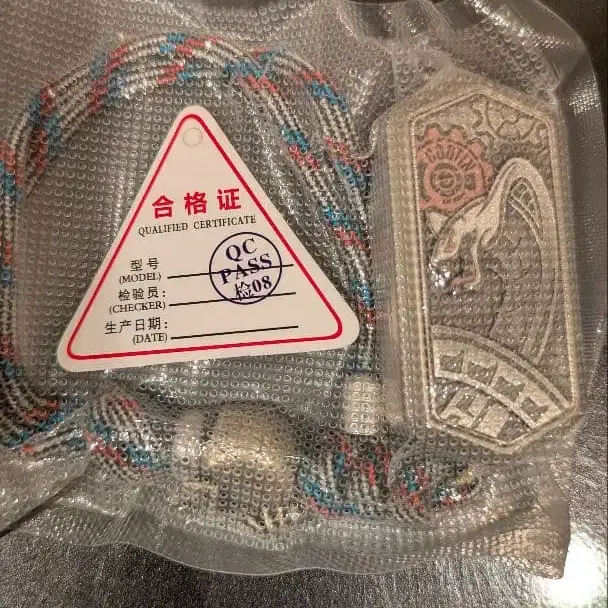 合格证
QUALIFIED CERTIFICATE
型号
(MODEL)
QC
PASS
检08
检验员：
(CHECKER)
生产日期：
(DATE)